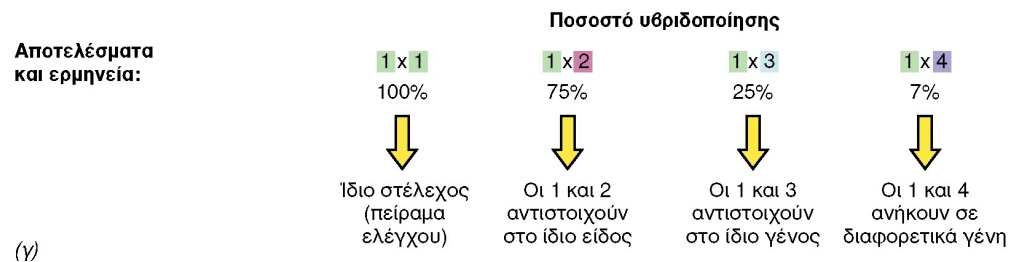 Ποσοστό υβριδοποίησης
Αποτελέσματα
και ερμηνεία:
1 x 1
1 x 2
1 x 3
1 x 4
100%
75%
25%
7%
Ίδιο στέλεχος
(πείραμα
ελέγχου)
Οι 1 και 2
αντιστοιχούν
στο ίδιο είδος
Οι 1 και 3
αντιστοιχούν
στο ίδιο γένος
Οι 1 και 4
ανήκουν σε
διαφορετικά γένη
(γ)